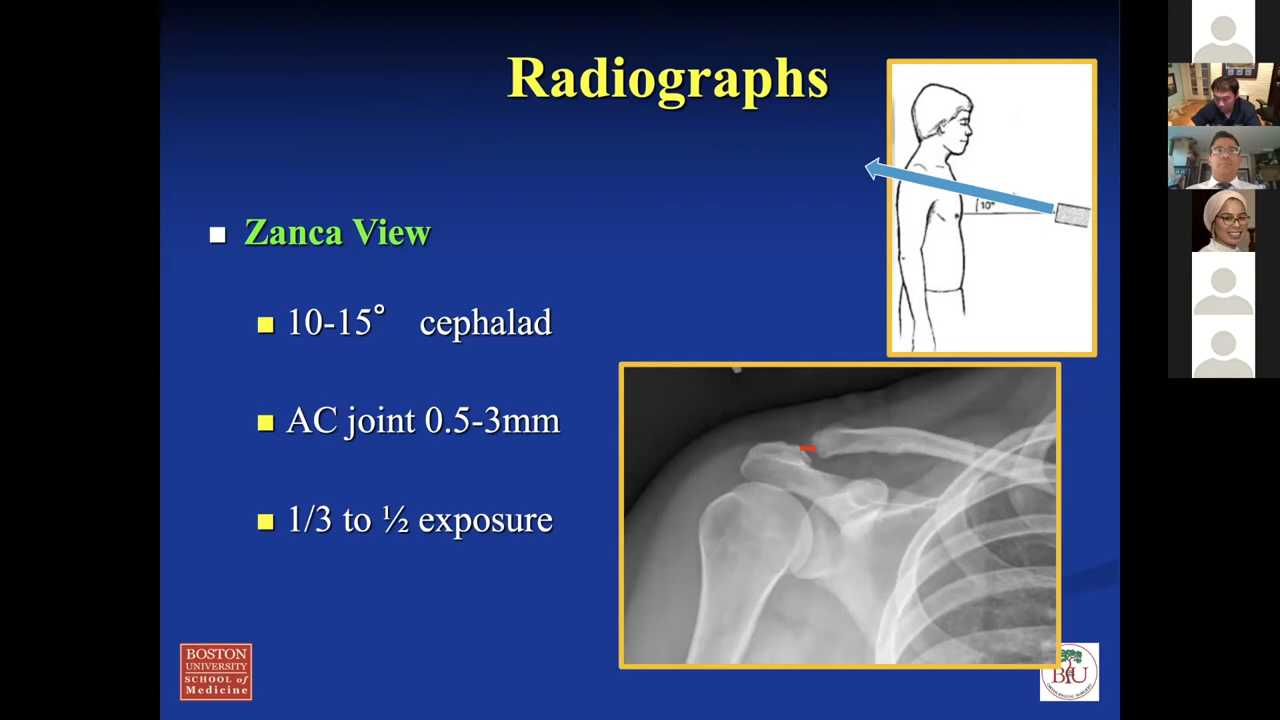 Radiographs
10°
Zanca View
10-15° cephalad
AC joint 0.5-3mm
1/3 to ½ exposure
BOSTON
UNIVERSITY
SCHOOL of
Medicine
BU